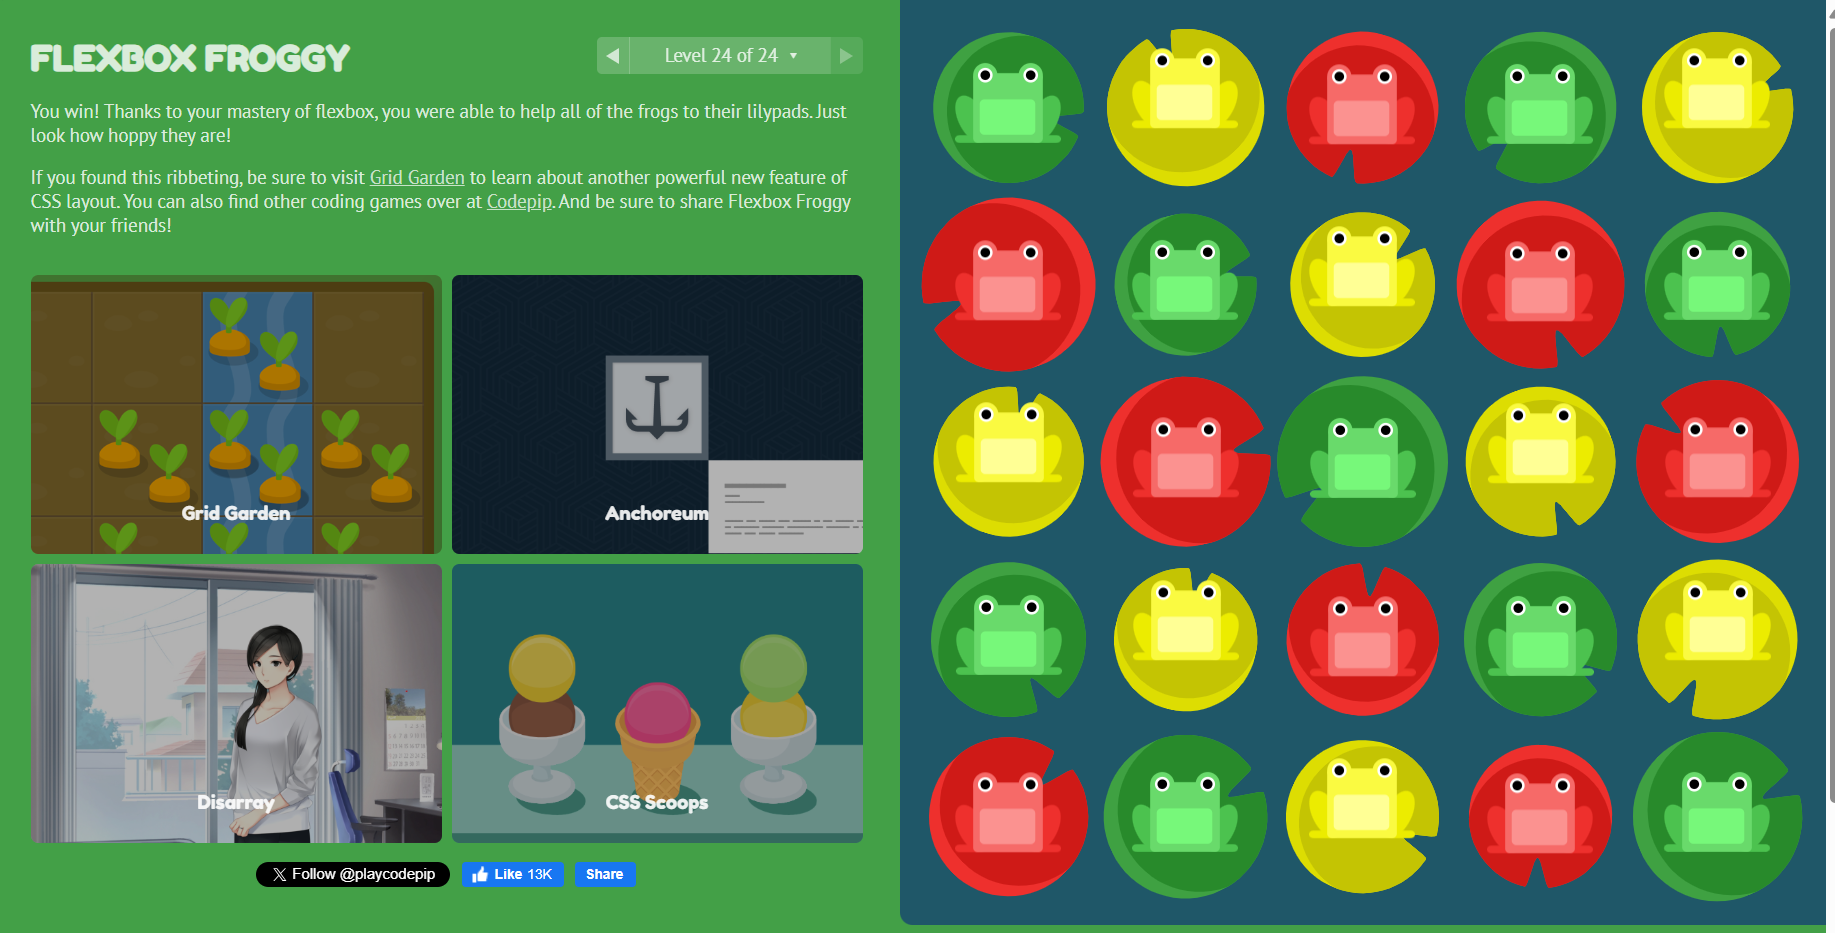 FLEXBOX FROGGY
Level 24 of 24
You win! Thanks to your mastery of flexbox, you were able to help all of the frogs to their lilypads. Just
look how hoppy they are!
If you found this ribbeting, be sure to visit Grid Garden to learn about another powerful new feature of
CSS layout. You can also find other coding games over at Codepip. And be sure to share Flexbox Froggy
with your friends!
Grid Garden
Anchoreum
Disarray
CSS Scoops
Follow @playcodepip
Like 13K
Share